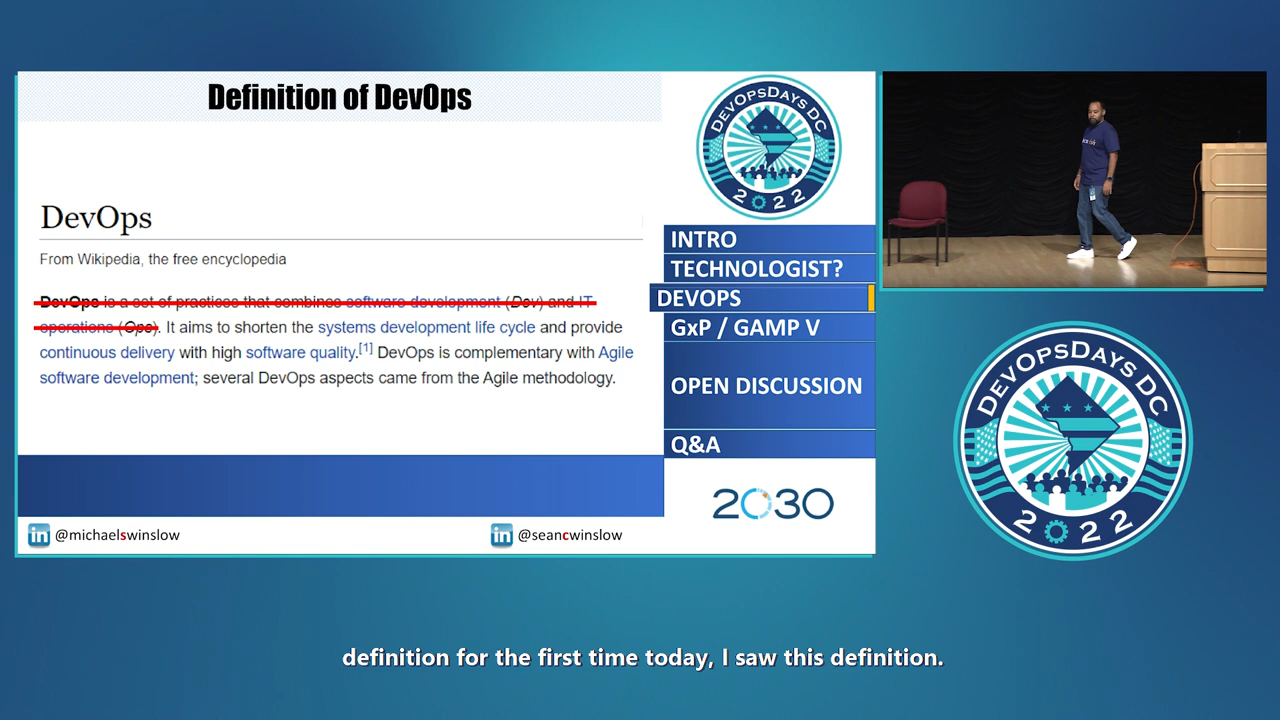 Definition of DevOps
DevOps
From Wikipedia, the free encyclopedia
DevOps is a set of practices that combines software development (Dev) and IT
operations (Ops). It aims to shorten the systems development life cycle and provide
continuous delivery with high software quality.[1] DevOps is complementary with Agile
software development; several DevOps aspects came from the Agile methodology.
@michaelswinslow
@seancwinslow
DEVOPSDAYS DC
2022
INTRO
TECHNOLOGIST?
DEVOPS
GxP / GAMP V
OPEN DISCUSSION
Q&A
2030
DEVOPSDAYS DC
2022
definition for the first time today, I saw this definition.